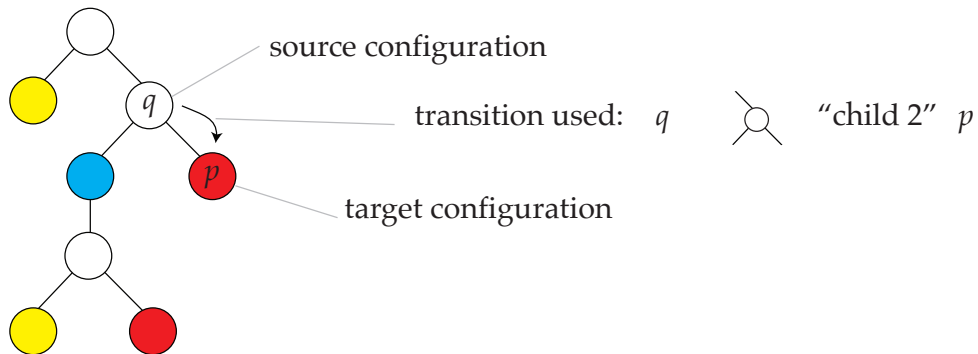 source configuration
q
transition used: q “child 2” p
p
target configuration